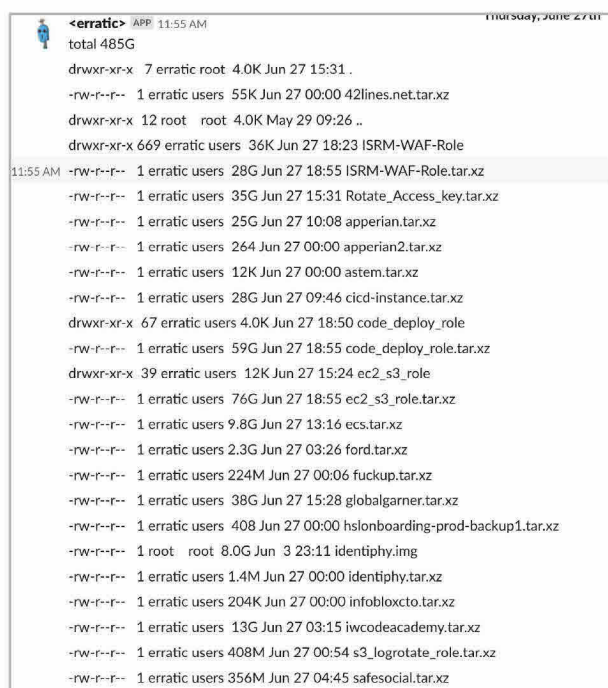 Thursday, June 27th
<erratic> APP 11:55 AM
total 485G
drwxr-xr-x 7 erratic root 4.0K Jun 27 15:31 .
-rw-r--r-- 1 erratic users 55K Jun 27 00:00 42lines.net.tar.xz
drwxr-xr-x 12 root root 4.0K May 29 09:26 ..
drwxr-xr-x 669 erratic users 36K Jun 27 18:23 ISRM-WAF-Role
11:55 AM -rw-r--r-- 1 erratic users 28G Jun 27 18:55 ISRM-WAF-Role.tar.xz
-rw-r--r-- 1 erratic users 35G Jun 27 15:31 Rotate_Access_key.tar.xz
-rw-r--r-- 1 erratic users 25G Jun 27 10:08 apperian.tar.xz
-rw-r--r-- 1 erratic users 264 Jun 27 00:00 apperian2.tar.xz
-rw-r--r-- 1 erratic users 12K Jun 27 00:00 astem.tar.xz
-rw-r--r-- 1 erratic users 28G Jun 27 09:46 cicd-instance.tar.xz
drwxr-xr-x 67 erratic users 4.0K Jun 27 18:50 code_deploy_role
-rw-r--r-- 1 erratic users 59G Jun 27 18:55 code_deploy_role.tar.xz
drwxr-xr-x 39 erratic users 12K Jun 27 15:24 ec2_s3_role
-rw-r--r-- 1 erratic users 76G Jun 27 18:55 ec2_s3_role.tar.xz
-rw-r--r-- 1 erratic users 9.8G Jun 27 13:16 ecs.tar.xz
-rw-r--r-- 1 erratic users 2.3G Jun 27 03:26 ford.tar.xz
-rw-r--r-- 1 erratic users 224M Jun 27 00:06 fuckup.tar.xz
-rw-r--r-- 1 erratic users 38G Jun 27 15:28 globalgarner.tar.xz
-rw-r--r-- 1 erratic users 408 Jun 27 00:00 hslonboarding-prod-backup1.tar.xz
-rw-r--r-- 1 root root 8.0G Jun 3 23:11 identiphy.img
-rw-r--r-- 1 erratic users 1.4M Jun 27 00:00 identiphy.tar.xz
-rw-r--r-- 1 erratic users 204K Jun 27 00:00 infobloxcto.tar.xz
-rw-r--r-- 1 erratic users 13G Jun 27 03:15 iwcodeacademy.tar.xz
-rw-r--r-- 1 erratic users 408M Jun 27 00:54 s3_logrotate_role.tar.xz
-rw-r--r-- 1 erratic users 356M Jun 27 04:45 safesocial.tar.xz